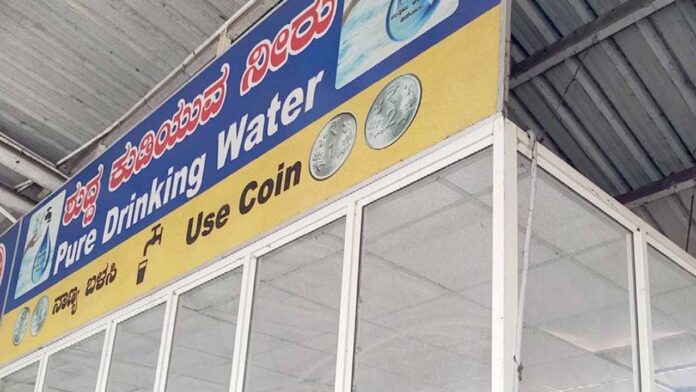 ಶುದ್ಧ ಕುಡಿಯುವ ನೀರು
Pure Drinking Water
ನಾಣ್ಯ ಬಳಸಿ
Use Coin